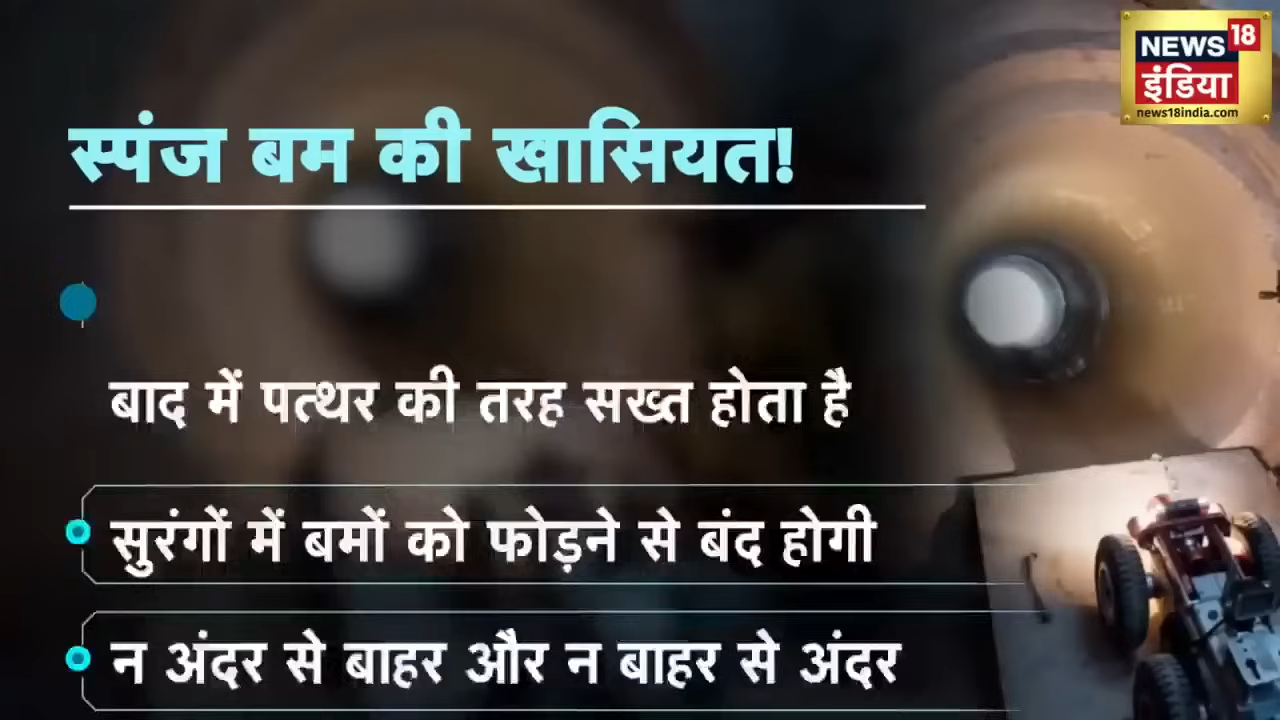 NEWS 18
इंडिया
news18india.com
स्पंज बम की खासियत!
बाद में पत्थर की तरह सख्त होता है
सुरंगों में बमों को फोड़ने से बंद होगी
न अंदर से बाहर और न बाहर से अंदर